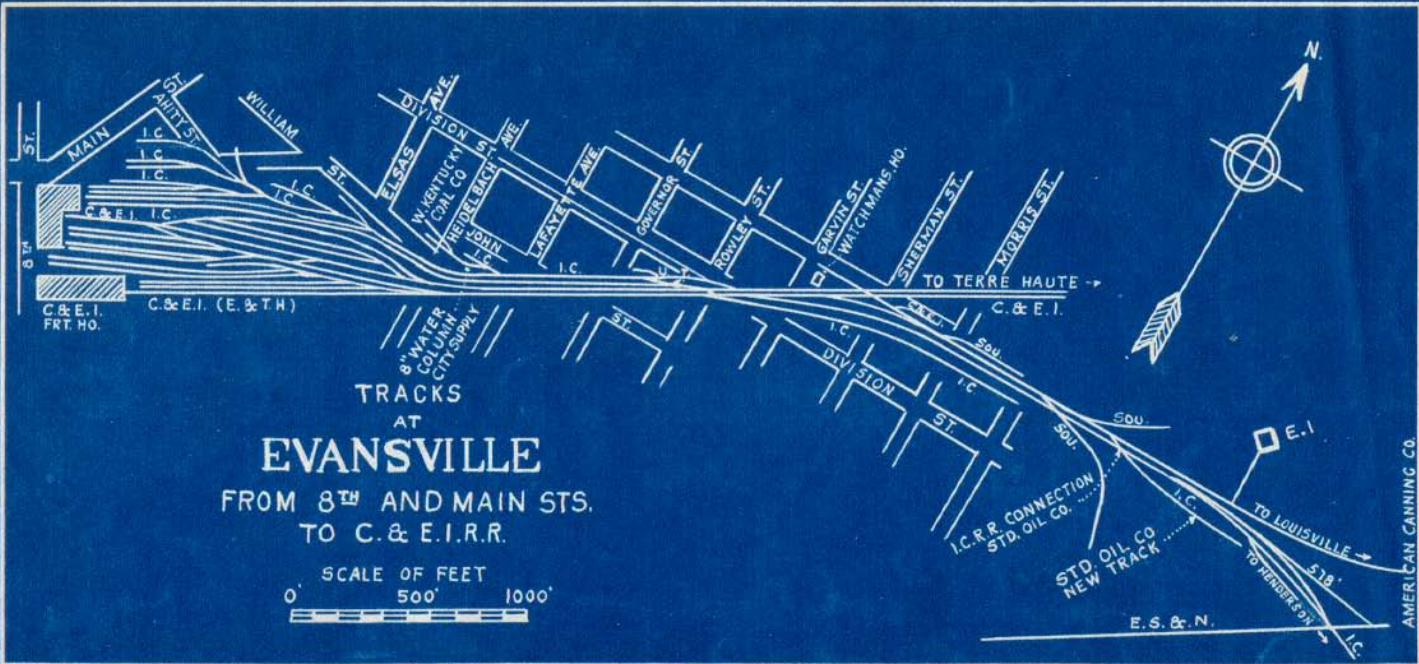 ST.
MAIN
ST.
AHITY ST.
WILLIAM
ST.
I.C.
I.C.
I.C.
I.C.
I.C.
C.& E.I.
I.C.
8TH
C.& E.I.
FRT. HO.
C.& E.I. (E.& T.H)
ELSAS
AVE.
DIVISION
ST.
W. KENTUCKY
COAL CO
HEIDELBACH
AVE.
JOHN
I.C.
LAFAYETTE AVE.
GOVERNOR
ST.
ROWLEY
ST.
GARVIN ST.
WATCHMANS. HO.
SHERMAN ST.
MORRIS ST.
N.
I.C.
TO TERRE HAUTE
C.& E.I.
C.& E.I.
8" WATER
COLUMN
CITY SUPPLY
ST.
I.C.
I.C.
DIVISION
ST.
SOU.
SOU.
SOU.
E.I
I.C.R.R. CONNECTION
STD. OIL CO.
I.C.
STD. OIL CO
NEW TRACK
TO LOUISVILLE
TO HENDERSON
578'
E.S.& N.
I.C.
AMERICAN CANNING CO.
TRACKS
AT
EVANSVILLE
FROM 8TH AND MAIN STS.
TO C.& E.I.R.R.
SCALE OF FEET
0' 500' 1000'